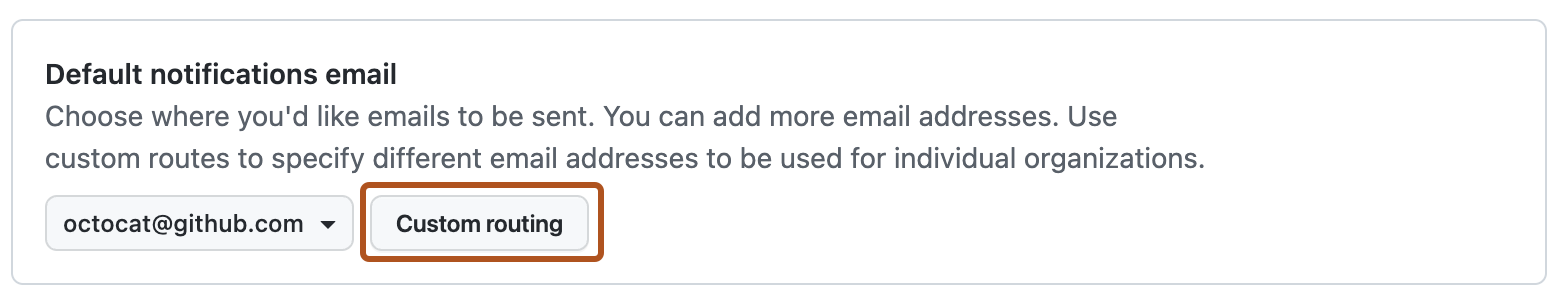 Default notifications email
Choose where you'd like emails to be sent. You can add more email addresses. Use
custom routes to specify different email addresses to be used for individual organizations.
octocat@github.com Custom routing